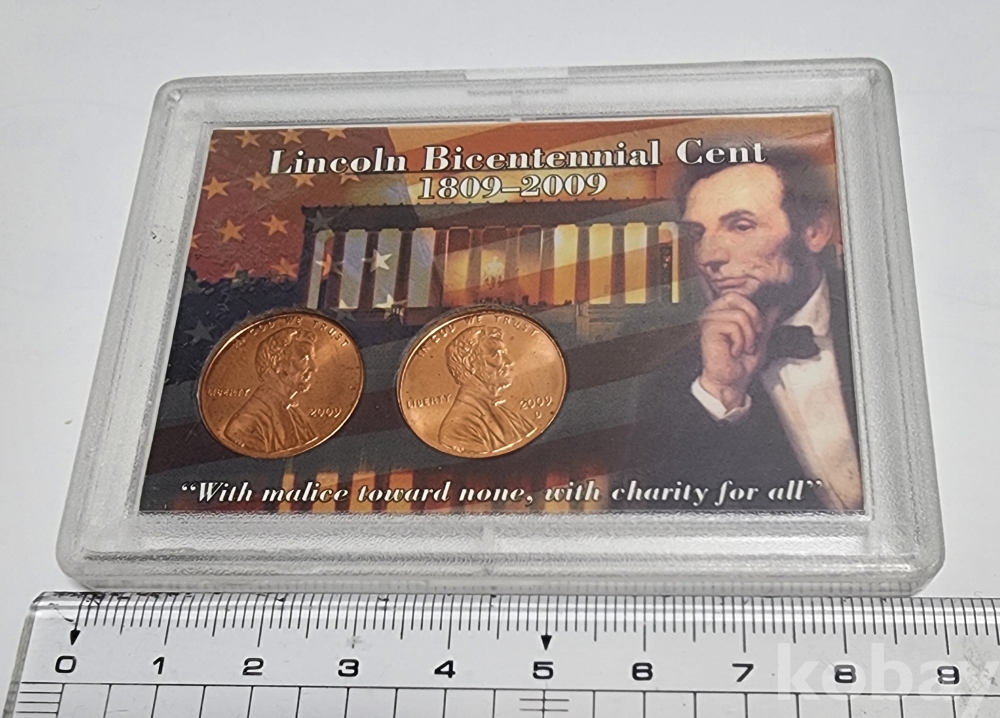 Lincoln Bicentennial Cent
1809–2009
IN GOD WE TRUST
LIBERTY
2009
IN GOD WE TRUST
LIBERTY
2009
D
“With malice toward none, with charity for all”
0 1 2 3 4 5 6 7 8 9
kobay